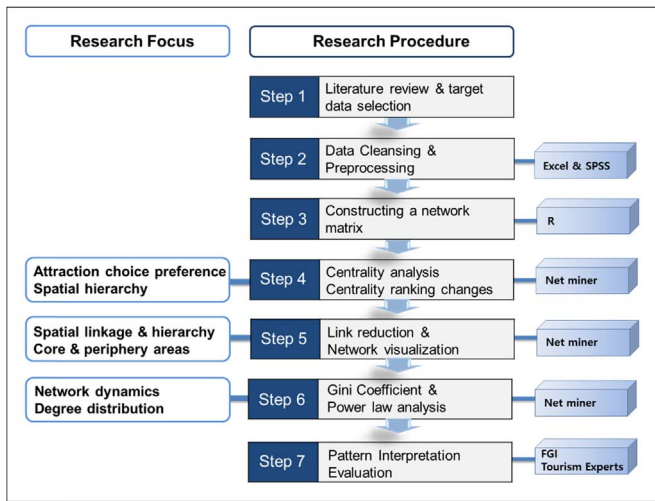 Research Focus
Research Procedure
Step 1
Literature review & target
data selection
Step 2
Data Cleansing &
Preprocessing
Excel & SPSS
Step 3
Constructing a network
matrix
R
Attraction choice preference
Spatial hierarchy
Step 4
Centrality analysis
Centrality ranking changes
Net miner
Spatial linkage & hierarchy
Core & periphery areas
Step 5
Link reduction &
Network visualization
Net miner
Network dynamics
Degree distribution
Step 6
Gini Coefficient &
Power law analysis
Net miner
Step 7
Pattern Interpretation
Evaluation
FGI
Tourism Experts